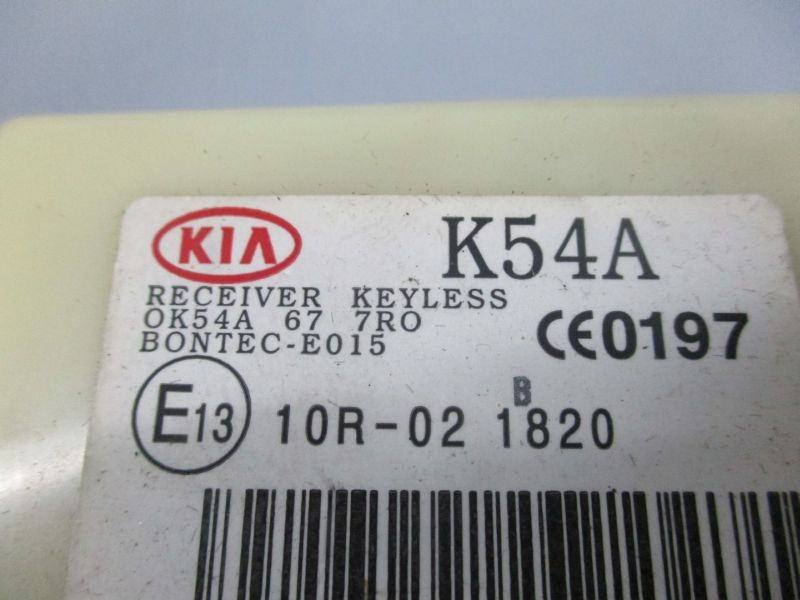 KIA K54A
RECEIVER KEYLESS
OK54A 67 7RO
BONTEC-E015
CE0197
B
E13 10R-02 1820